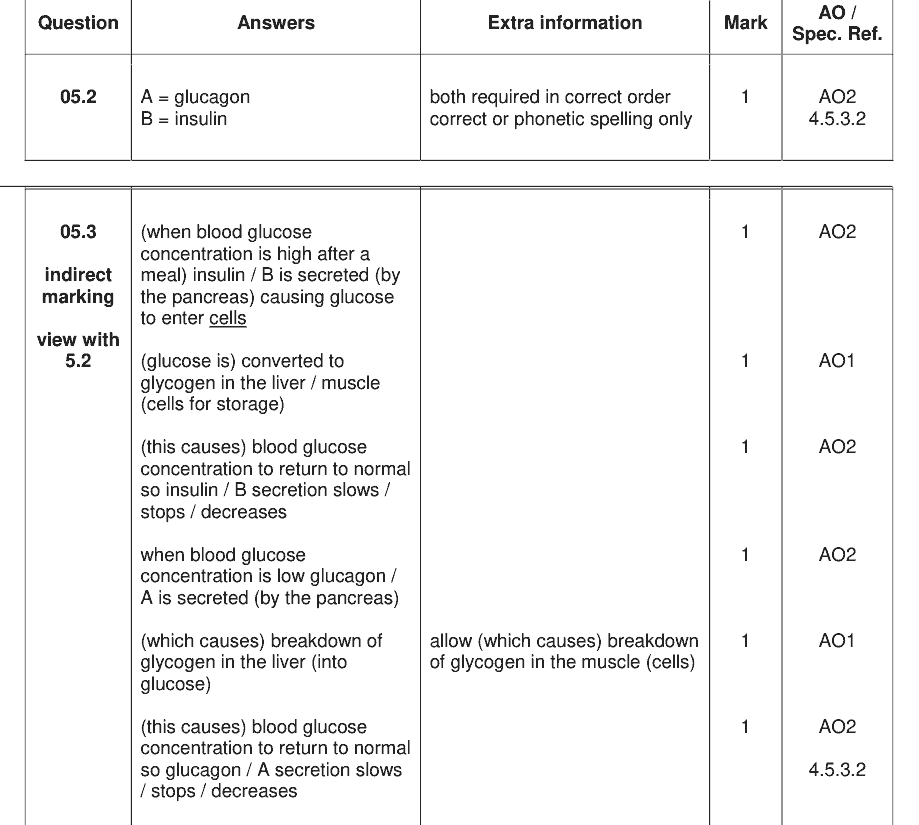 Question Answers Extra information Mark AO /
Spec. Ref.
05.2 A = glucagon both required in correct order 1 AO2
B = insulin correct or phonetic spelling only 4.5.3.2
05.3 (when blood glucose 1 AO2
concentration is high after a
indirect meal) insulin / B is secreted (by
marking the pancreas) causing glucose
to enter cells
view with
5.2 (glucose is) converted to 1 AO1
glycogen in the liver / muscle
(cells for storage)
(this causes) blood glucose 1 AO2
concentration to return to normal
so insulin / B secretion slows /
stops / decreases
when blood glucose 1 AO2
concentration is low glucagon /
A is secreted (by the pancreas)
(which causes) breakdown of allow (which causes) breakdown 1 AO1
glycogen in the liver (into of glycogen in the muscle (cells)
glucose)
(this causes) blood glucose 1 AO2
concentration to return to normal
so glucagon / A secretion slows 4.5.3.2
/ stops / decreases